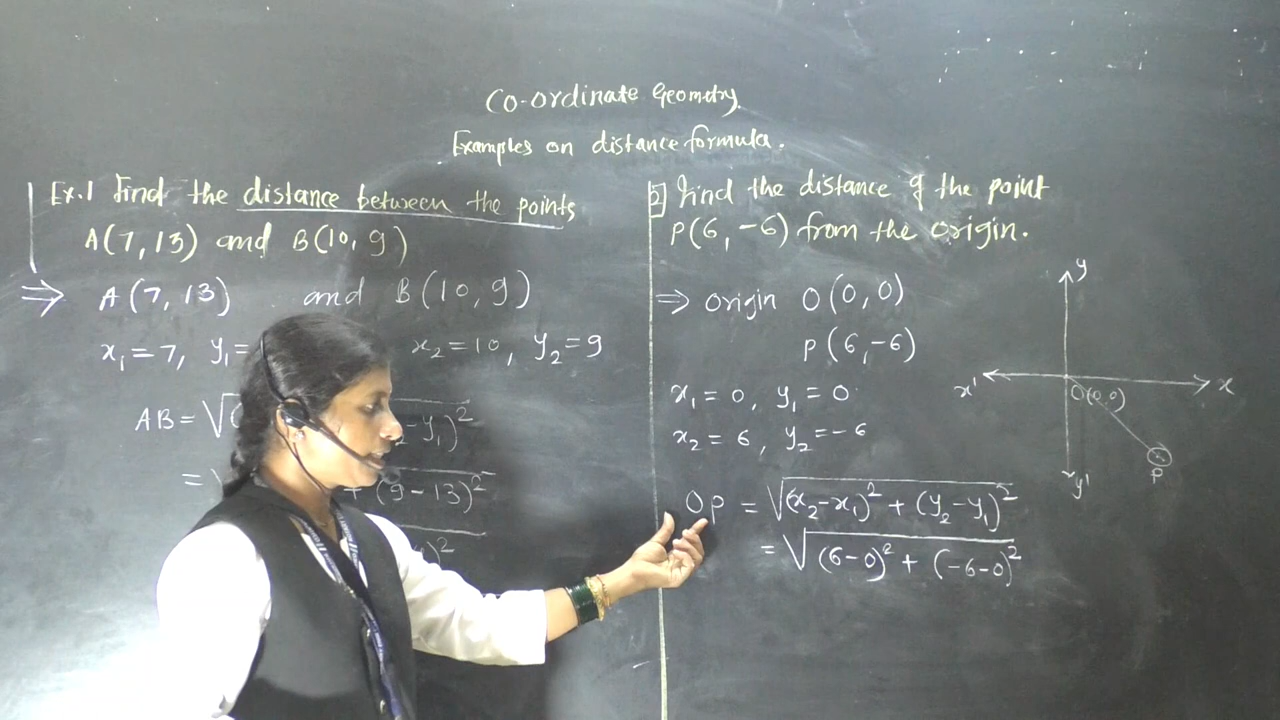 Co-ordinate Geometry
Examples on distance formula.
Ex.1 Find the distance between the points
A(7,13) and B(10,9)
⇒ A(7,13) and B(10,9)
x₁=7, y₁= x₂=10, y₂=9
AB = √( - y₁)²
= √ + (9-13)²
)²
2] Find the distance of the point
P(6,-6) from the origin.
⇒ origin O(0,0)
P(6,-6)
x₁=0, y₁=0
x₂=6, y₂=-6
OP = √(x₂-x₁)² + (y₂-y₁)²
= √(6-0)² + (-6-0)²
y
x' x
O(0,0)
P
y'